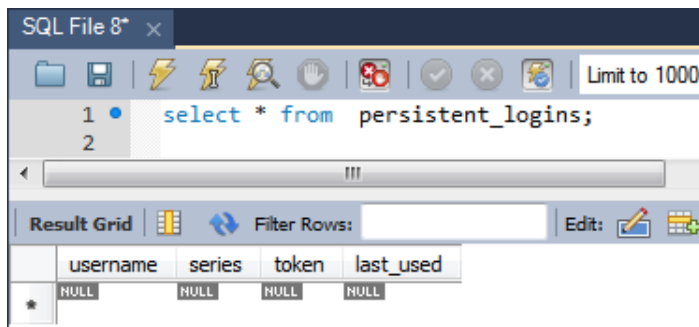 SQL File 8*
Limit to 1000
1 select * from persistent_logins;
2
Result Grid Filter Rows: Edit:
username series token last_used
NULL NULL NULL NULL